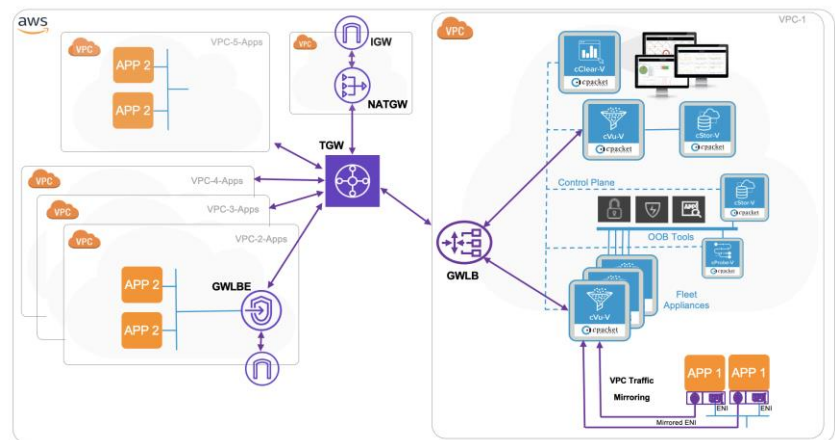 aws
VPC
VPC-5-Apps
APP 2
APP 2
VPC
IGW
NATGW
TGW
VPC
VPC-4-Apps
VPC
VPC-3-Apps
VPC
VPC-2-Apps
APP 2
APP 2
GWLBE
VPC
VPC-1
cClear-V
cpacket
cVu-V
cpacket
cStor-V
cpacket
Control Plane
cStor-V
cpacket
APP
OOB Tools
cProbe-V
cpacket
GWLB
Fleet
Appliances
cVu-V
cpacket
VPC Traffic
Mirroring
APP 1
APP 1
ENI
ENI
Mirrored ENI